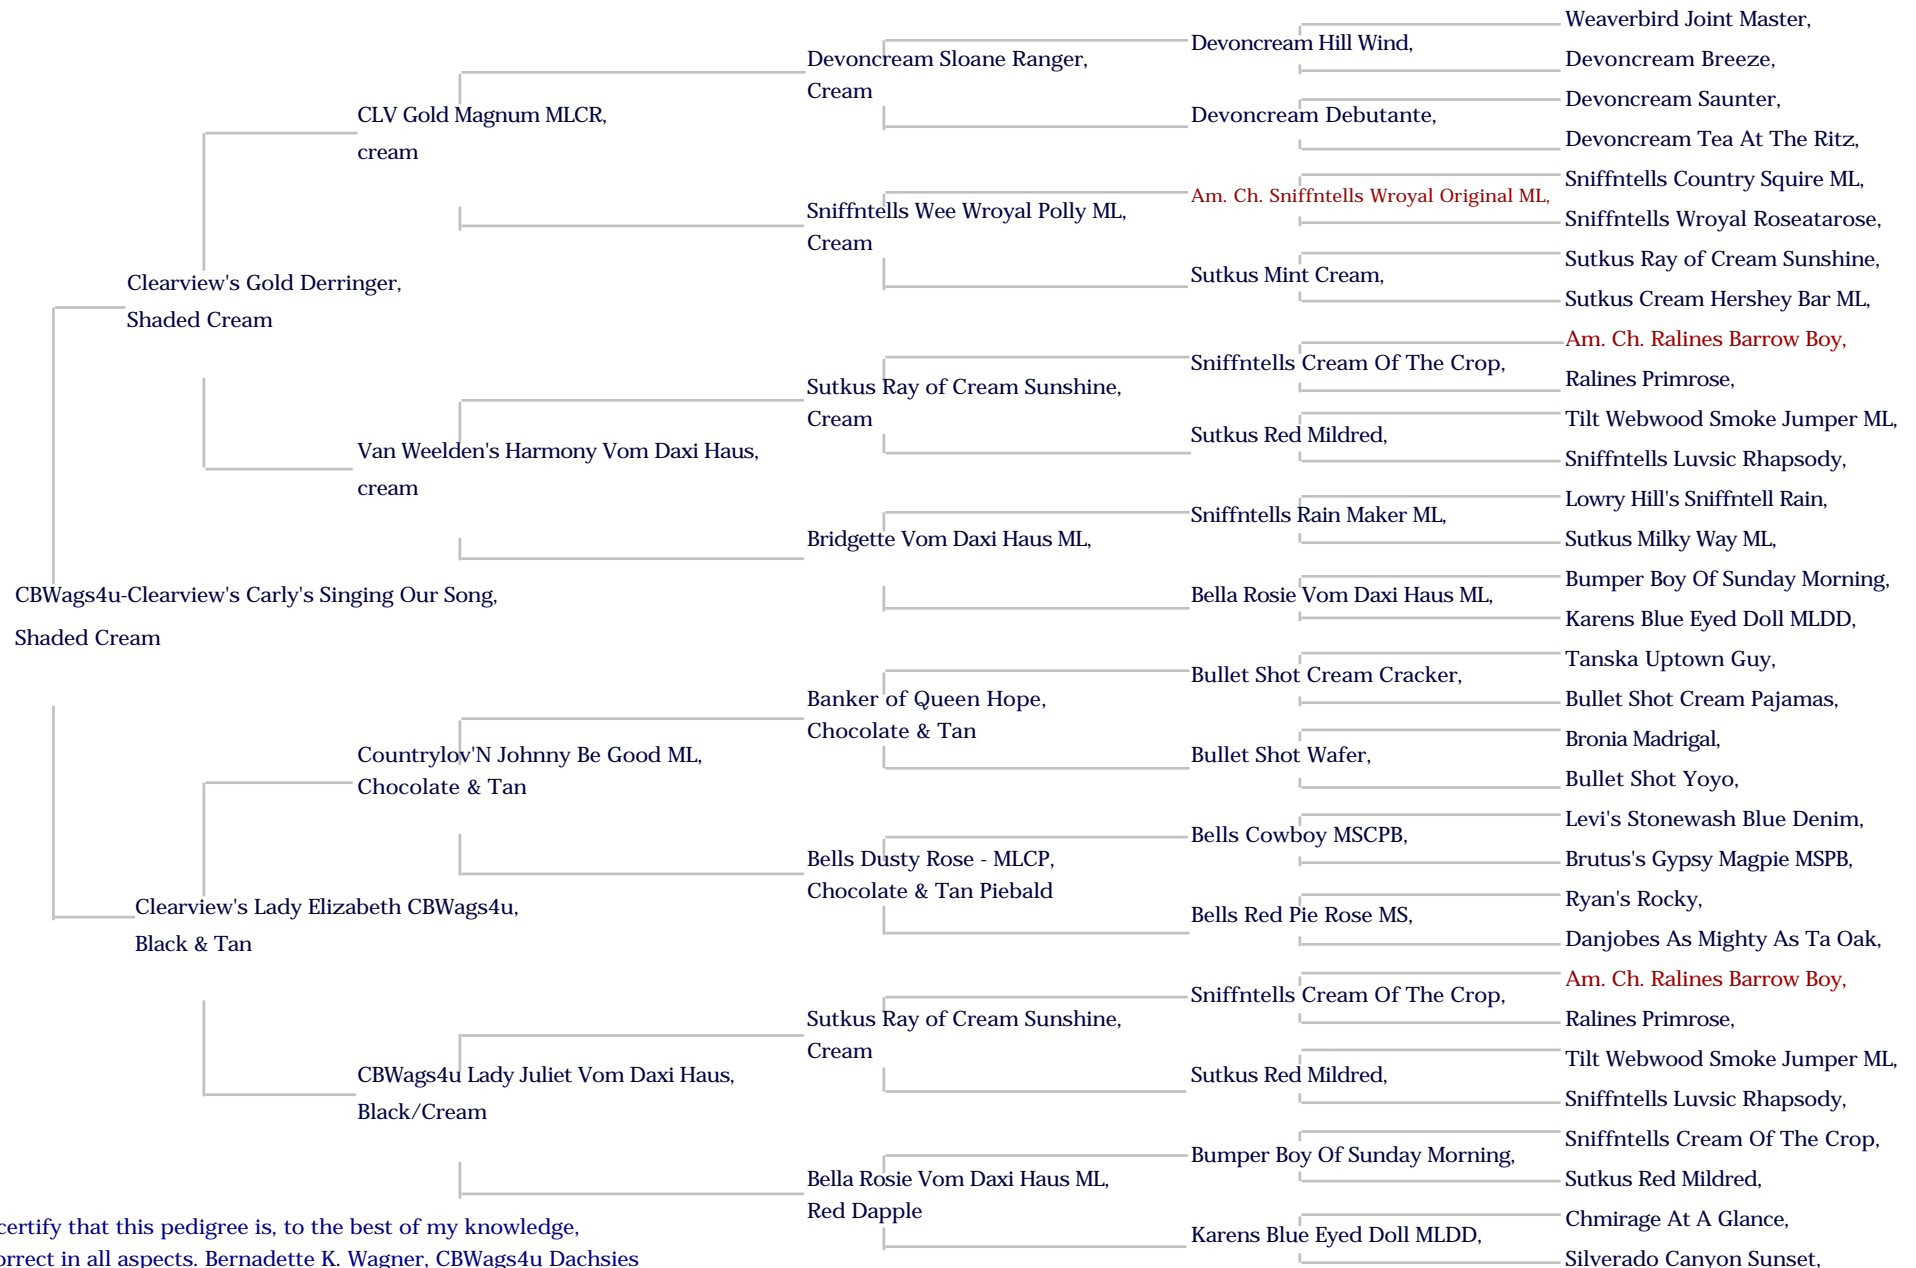 CBWags4u-Clearview's Carly's Singing Our Song,
Shaded Cream
Clearview's Gold Derringer,
Shaded Cream
Clearview's Lady Elizabeth CBWags4u,
Black & Tan
CLV Gold Magnum MLCR,
cream
Van Weelden's Harmony Vom Daxi Haus,
cream
Countrylov'N Johnny Be Good ML,
Chocolate & Tan
CBWags4u Lady Juliet Vom Daxi Haus,
Black/Cream
Devoncream Sloane Ranger,
Cream
Sniffntells Wee Wroyal Polly ML,
Cream
Sutkus Ray of Cream Sunshine,
Cream
Bridgette Vom Daxi Haus ML,
Banker of Queen Hope,
Chocolate & Tan
Bells Dusty Rose - MLCP,
Chocolate & Tan Piebald
Sutkus Ray of Cream Sunshine,
Cream
Bella Rosie Vom Daxi Haus ML,
Red Dapple
Devoncream Hill Wind,
Devoncream Debutante,
Am. Ch. Sniffntells Wroyal Original ML,
Sutkus Mint Cream,
Sniffntells Cream Of The Crop,
Sutkus Red Mildred,
Sniffntells Rain Maker ML,
Bella Rosie Vom Daxi Haus ML,
Bullet Shot Cream Cracker,
Bullet Shot Wafer,
Bells Cowboy MSCPB,
Bells Red Pie Rose MS,
Sniffntells Cream Of The Crop,
Sutkus Red Mildred,
Bumper Boy Of Sunday Morning,
Karens Blue Eyed Doll MLDD,
Weaverbird Joint Master,
Devoncream Breeze,
Devoncream Saunter,
Devoncream Tea At The Ritz,
Sniffntells Country Squire ML,
Sniffntells Wroyal Roseatarose,
Sutkus Ray of Cream Sunshine,
Sutkus Cream Hershey Bar ML,
Am. Ch. Ralines Barrow Boy,
Ralines Primrose,
Tilt Webwood Smoke Jumper ML,
Sniffntells Luvsic Rhapsody,
Lowry Hill's Sniffntell Rain,
Sutkus Milky Way ML,
Bumper Boy Of Sunday Morning,
Karens Blue Eyed Doll MLDD,
Tanska Uptown Guy,
Bullet Shot Cream Pajamas,
Bronia Madrigal,
Bullet Shot Yoyo,
Levi's Stonewash Blue Denim,
Brutus's Gypsy Magpie MSPB,
Ryan's Rocky,
Danjobes As Mighty As Ta Oak,
Am. Ch. Ralines Barrow Boy,
Ralines Primrose,
Tilt Webwood Smoke Jumper ML,
Sniffntells Luvsic Rhapsody,
Sniffntells Cream Of The Crop,
Sutkus Red Mildred,
Chmirage At A Glance,
Silverado Canyon Sunset,
certify that this pedigree is, to the best of my knowledge,
orrect in all aspects. Bernadette K. Wagner, CBWags4u Dachsies